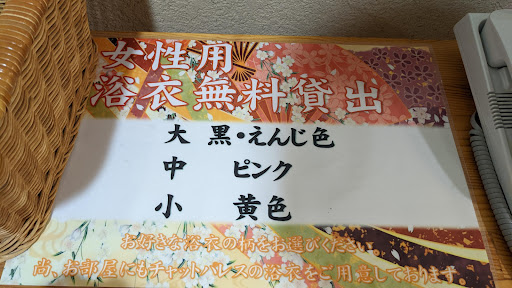 女性用
浴衣無料貸出
大 黒・えんじ色
中 ピンク
小 黄色
お好きな浴衣の柄をお選びください。
尚、お部屋にもチャットパレスの浴衣をご用意しております。